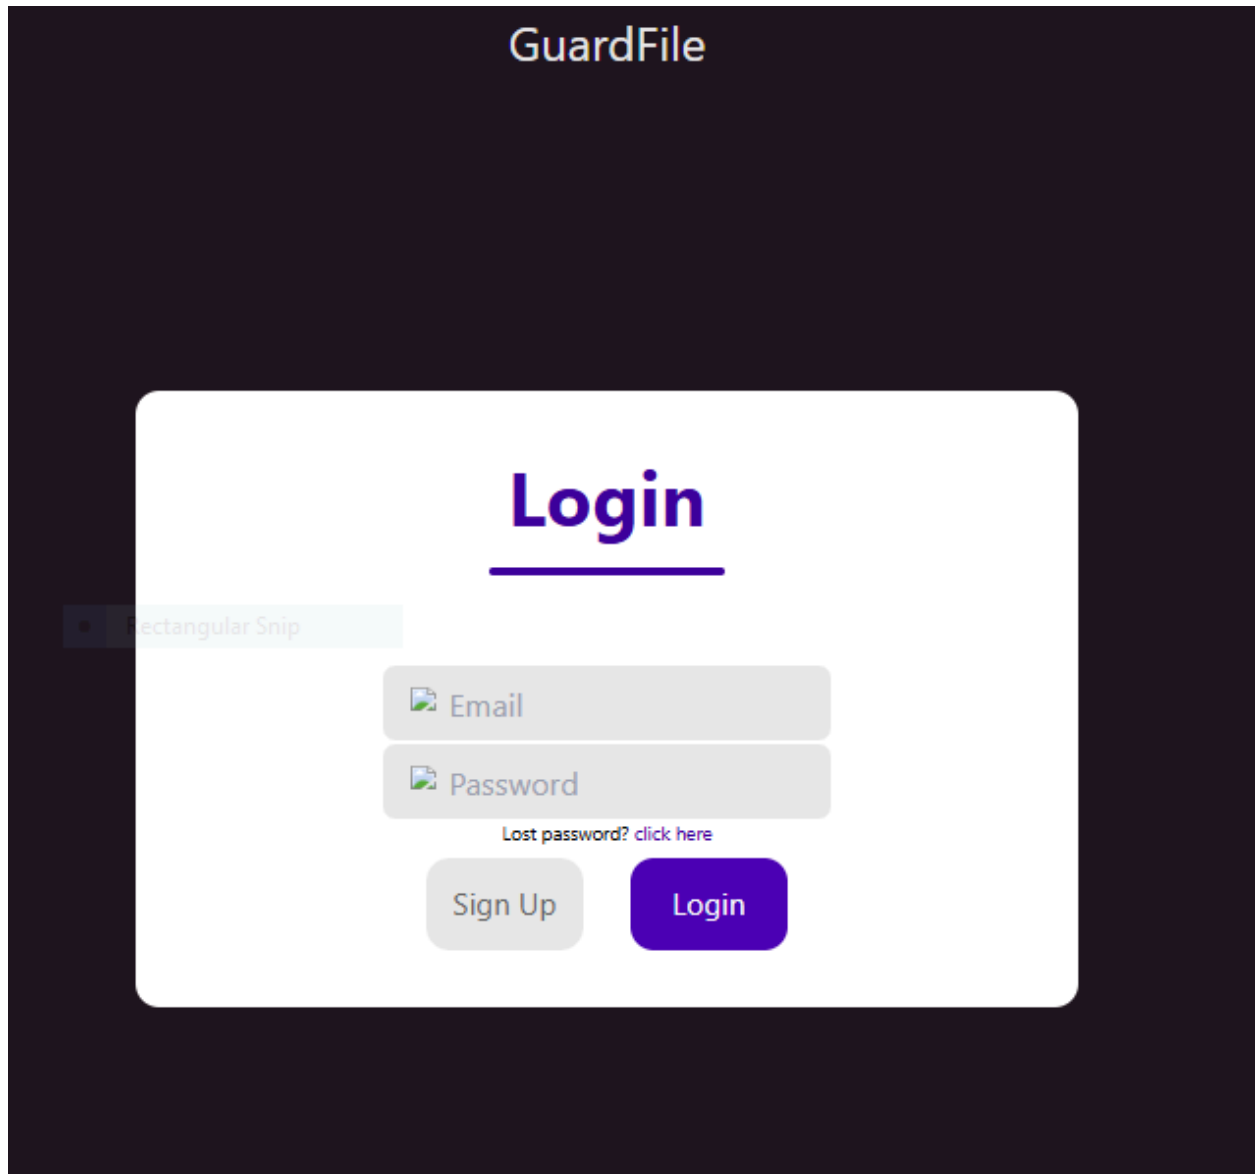 GuardFile
Login
Rectangular Snip
Email
Password
Lost password? click here
Sign Up
Login